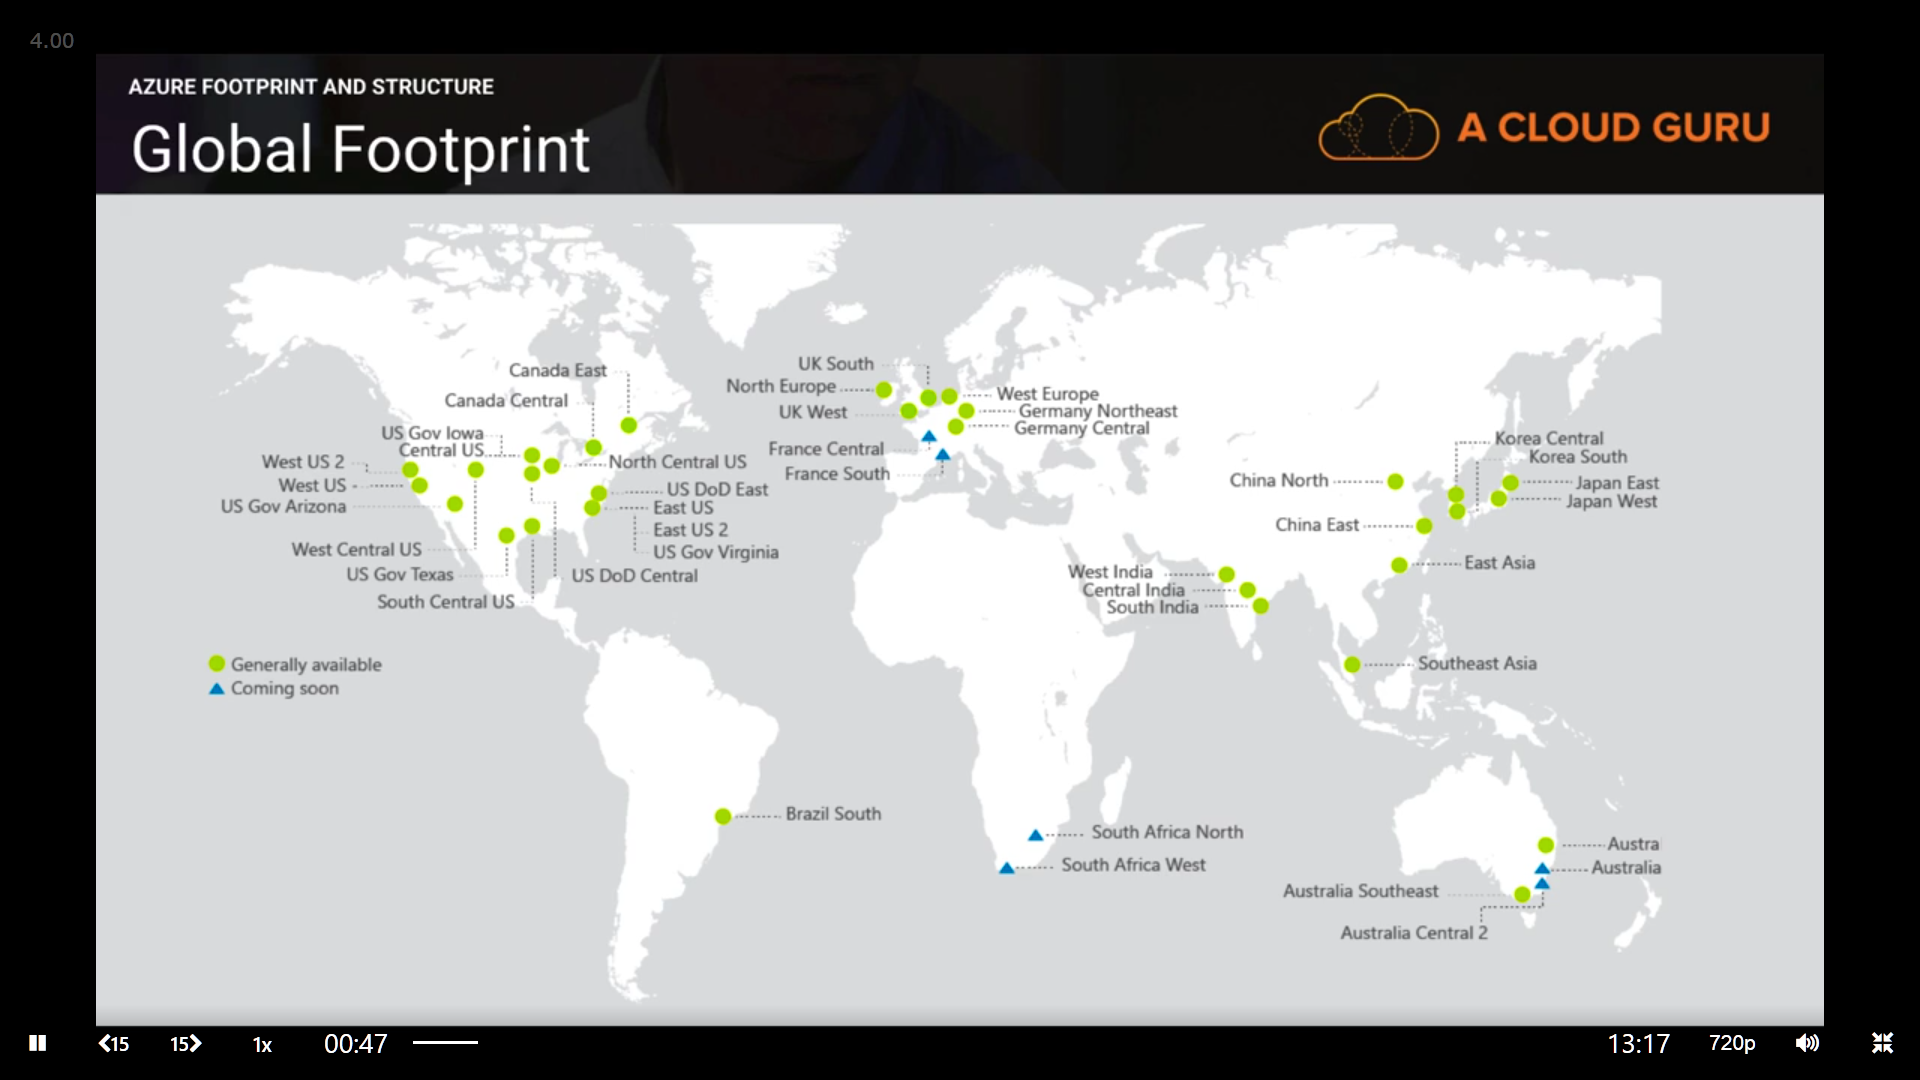 4.00
AZURE FOOTPRINT AND STRUCTURE
Global Footprint
A CLOUD GURU
Canada East
Canada Central
US Gov Iowa
Central US
West US 2
West US
US Gov Arizona
North Central US
US DoD East
East US
East US 2
US Gov Virginia
West Central US
US Gov Texas
US DoD Central
South Central US
UK South
North Europe
UK West
West Europe
Germany Northeast
Germany Central
France Central
France South
Korea Central
Korea South
China North
Japan East
Japan West
China East
East Asia
West India
Central India
South India
Generally available
Coming soon
Southeast Asia
Brazil South
South Africa North
South Africa West
Austra
Australia
Australia Southeast
Australia Central 2
15
15
1x
00:47
13:17
720p